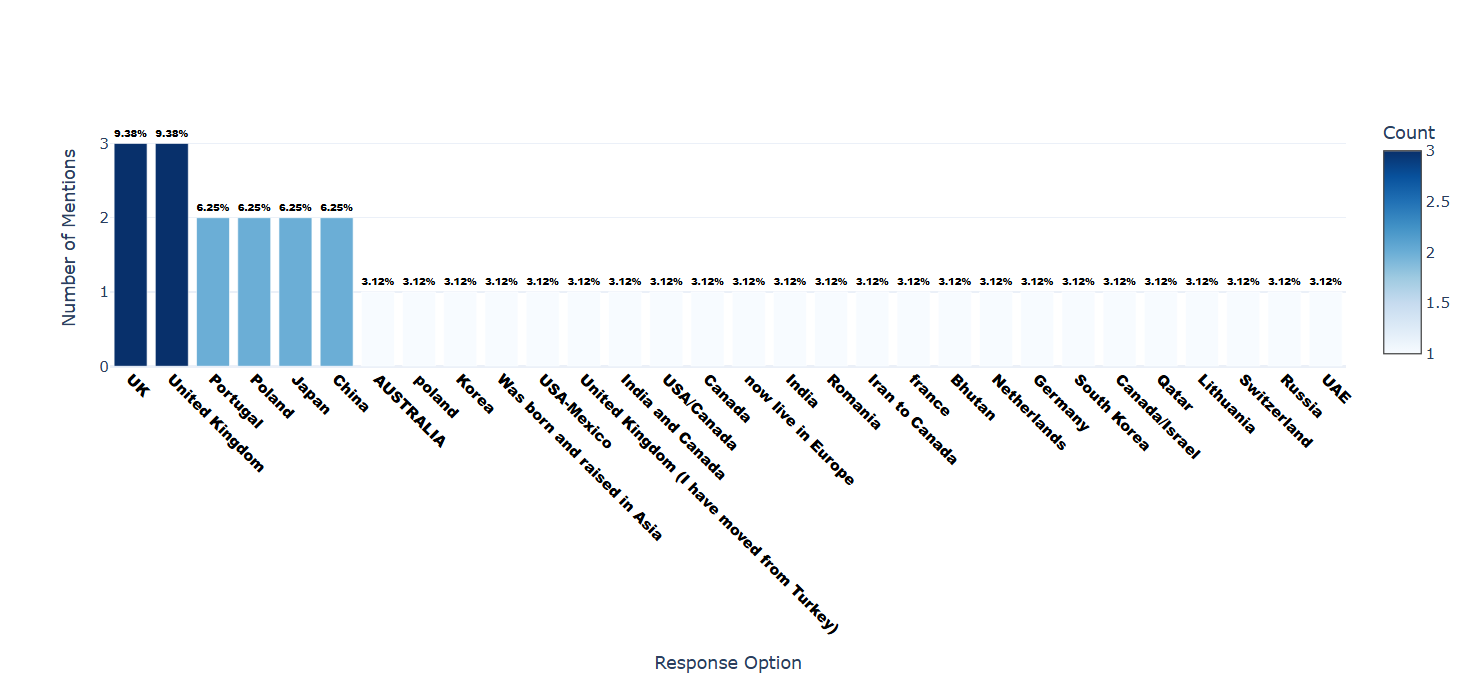 Count
9.38% 9.38%
3
6.25% 6.25% 6.25% 6.25%
2
3.12% 3.12% 3.12% 3.12% 3.12% 3.12% 3.12% 3.12% 3.12% 3.12% 3.12% 3.12% 3.12% 3.12% 3.12% 3.12% 3.12% 3.12% 3.12% 3.12% 3.12% 3.12% 3.12% 3.12%
1
0
Number of Mentions
UK
United Kingdom
Portugal
Poland
Japan
China
AUSTRALIA
poland
Korea
Was born and raised in Asia
USA-Mexico
United Kingdom (I have moved from Turkey)
India and Canada
USA/Canada
Canada
now live in Europe
India
Romania
Iran to Canada
france
Bhutan
Netherlands
Germany
South Korea
Canada/Israel
Qatar
Lithuania
Switzerland
Russia
UAE
Response Option
3
2.5
2
1.5
1